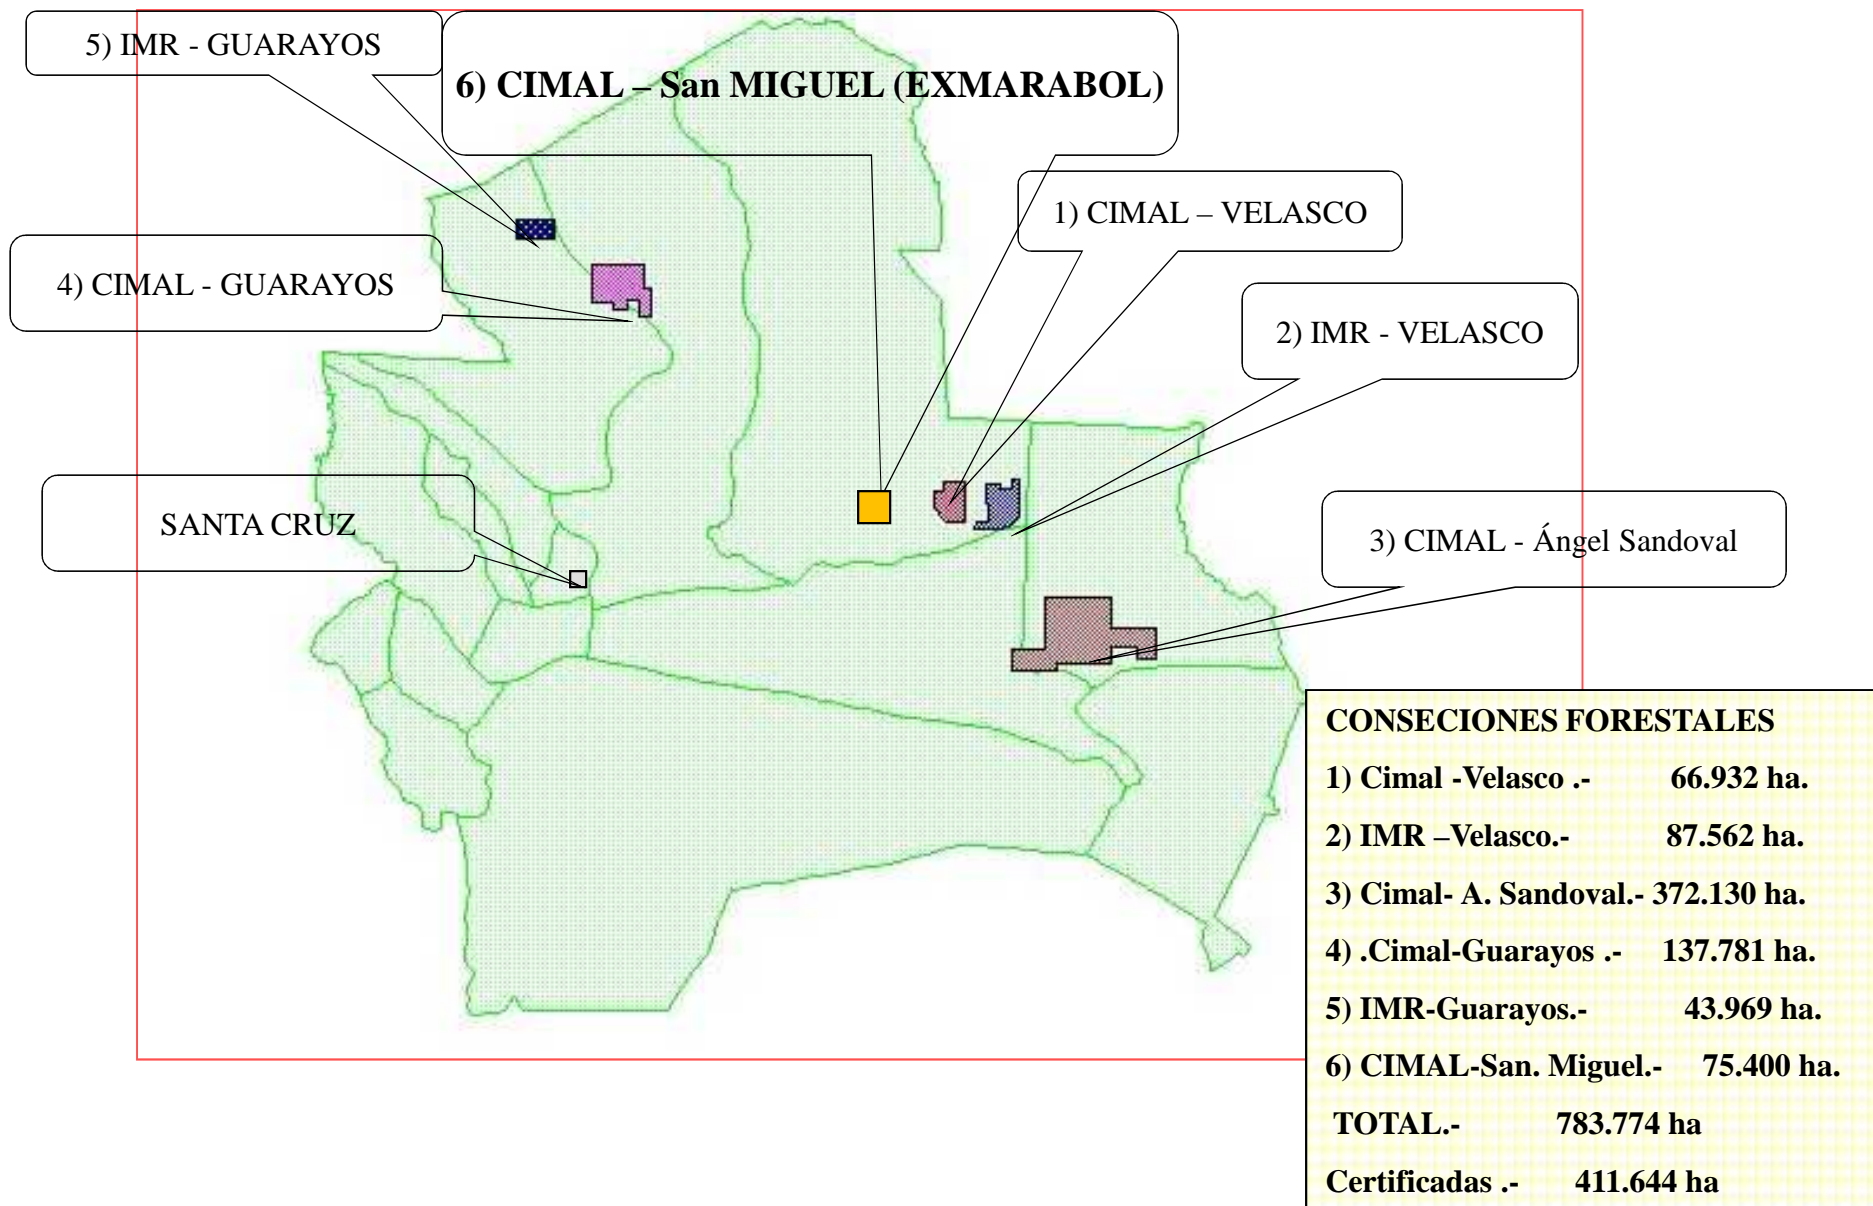 5) IMR - GUARAYOS
6) CIMAL – San MIGUEL (EXMARABOL)
1) CIMAL – VELASCO
4) CIMAL - GUARAYOS
2) IMR - VELASCO
SANTA CRUZ
3) CIMAL - Ángel Sandoval
CONSECIONES FORESTALES
1) Cimal -Velasco .- 66.932 ha.
2) IMR –Velasco.- 87.562 ha.
3) Cimal- A. Sandoval.- 372.130 ha.
4) .Cimal-Guarayos .- 137.781 ha.
5) IMR-Guarayos.- 43.969 ha.
6) CIMAL-San. Miguel.- 75.400 ha.
TOTAL.- 783.774 ha
Certificadas .- 411.644 ha